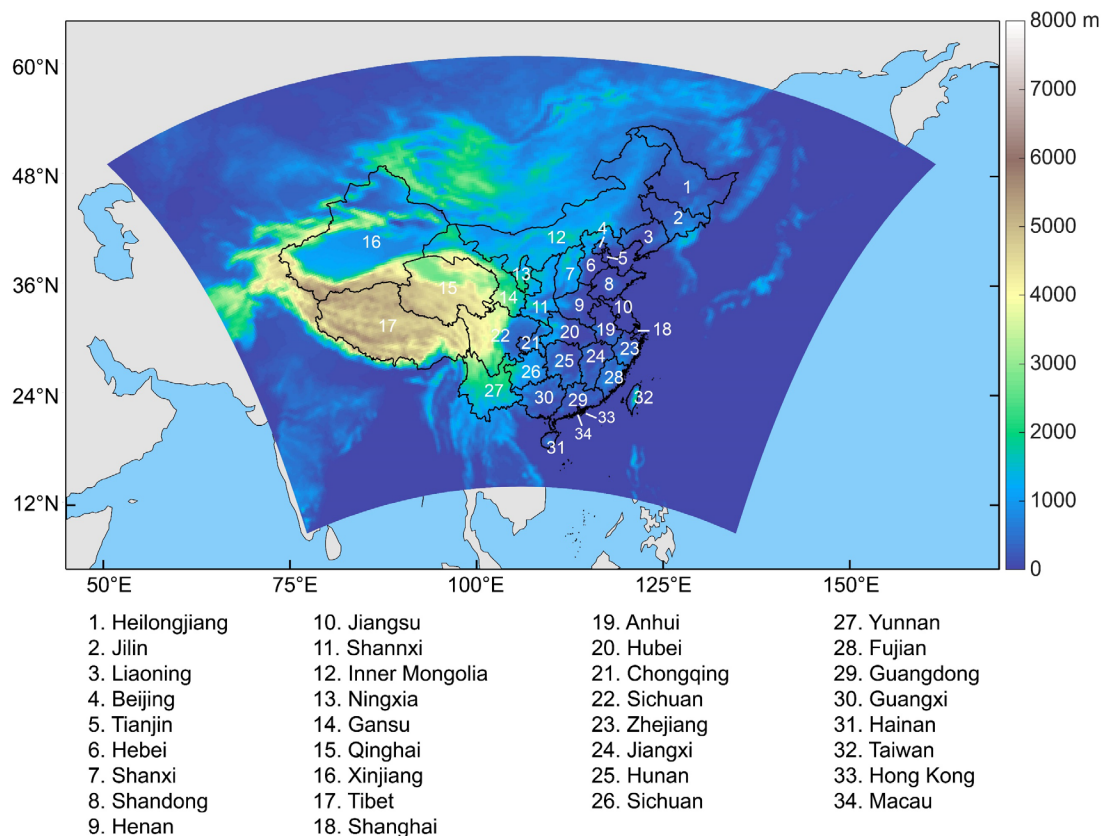 8000 m
7000
6000
5000
4000
3000
2000
1000
0
60°N
48°N
36°N
24°N
12°N
50°E
75°E
100°E
125°E
150°E
1
2
3
4
5
6
7
8
9
10
11
12
13
14
15
16
17
18
19
20
21
22
23
24
25
26
27
28
29
30
31
32
33
34
1. Heilongjiang
2. Jilin
3. Liaoning
4. Beijing
5. Tianjin
6. Hebei
7. Shanxi
8. Shandong
9. Henan
10. Jiangsu
11. Shannxi
12. Inner Mongolia
13. Ningxia
14. Gansu
15. Qinghai
16. Xinjiang
17. Tibet
18. Shanghai
19. Anhui
20. Hubei
21. Chongqing
22. Sichuan
23. Zhejiang
24. Jiangxi
25. Hunan
26. Sichuan
27. Yunnan
28. Fujian
29. Guangdong
30. Guangxi
31. Hainan
32. Taiwan
33. Hong Kong
34. Macau